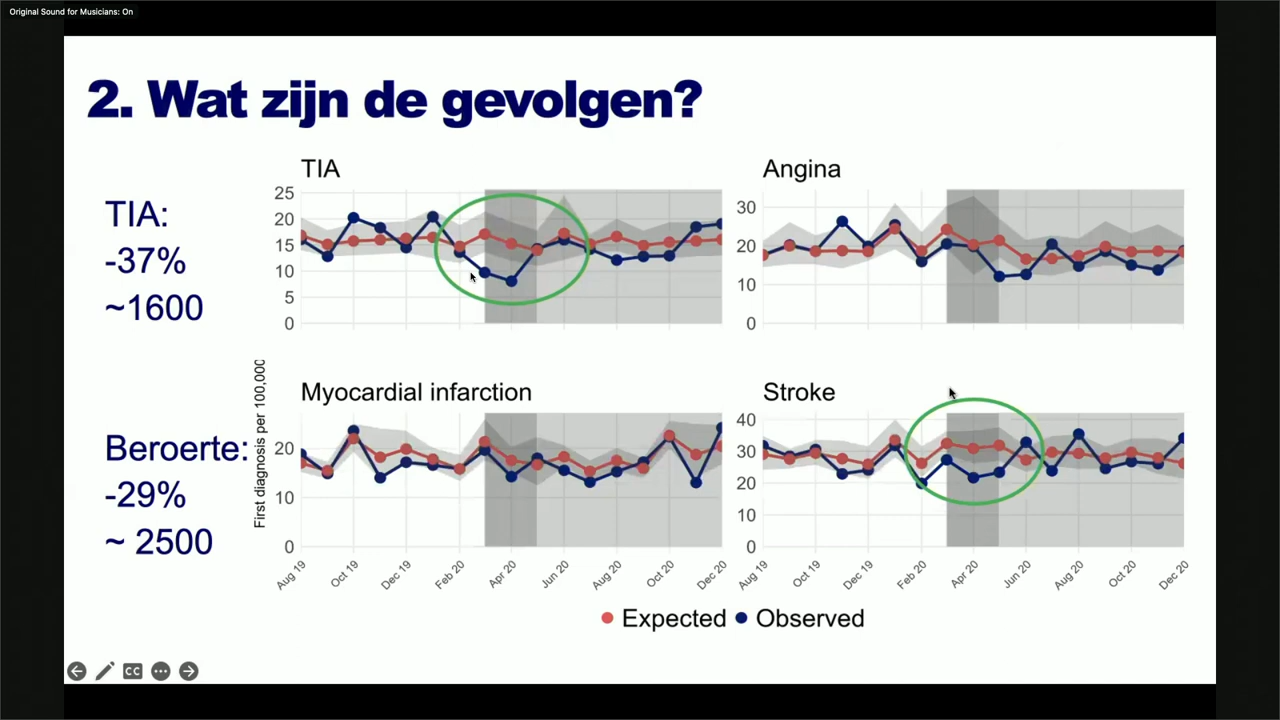 Original Sound for Musicians: On
2. Wat zijn de gevolgen?
TIA:
-37%
~1600
Beroerte:
-29%
~ 2500
First diagnosis per 100,000
TIA
25
20
15
10
5
0
Angina
30
20
10
0
Myocardial infarction
20
10
0
Aug 19
Oct 19
Dec 19
Feb 20
Apr 20
Jun 20
Aug 20
Oct 20
Dec 20
Stroke
40
30
20
10
0
Aug 19
Oct 19
Dec 19
Feb 20
Apr 20
Jun 20
Aug 20
Oct 20
Dec 20
Expected Observed
CC